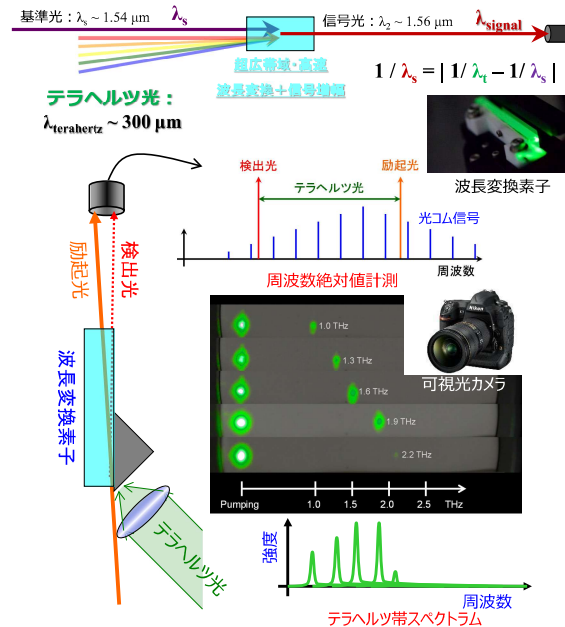 基準光：λs ~ 1.54 μm
λs
信号光：λ2 ~ 1.56 μm
λsignal
超広帯域・高速
波長変換＋信号増幅
1 / λs = | 1/ λt – 1/ λs |
テラヘルツ光：
λterahertz ~ 300 μm
波長変換素子
検出光
励起光
テラヘルツ光
光コム信号
周波数
周波数絶対値計測
励起光
検出光
波長変換素子
テラヘルツ光
Nikon
可視光カメラ
1.0 THz
1.3 THz
1.6 THz
1.9 THz
2.2 THz
Pumping
1.0
1.5
2.0
2.5
THz
強度
周波数
テラヘルツ帯スペクトラム